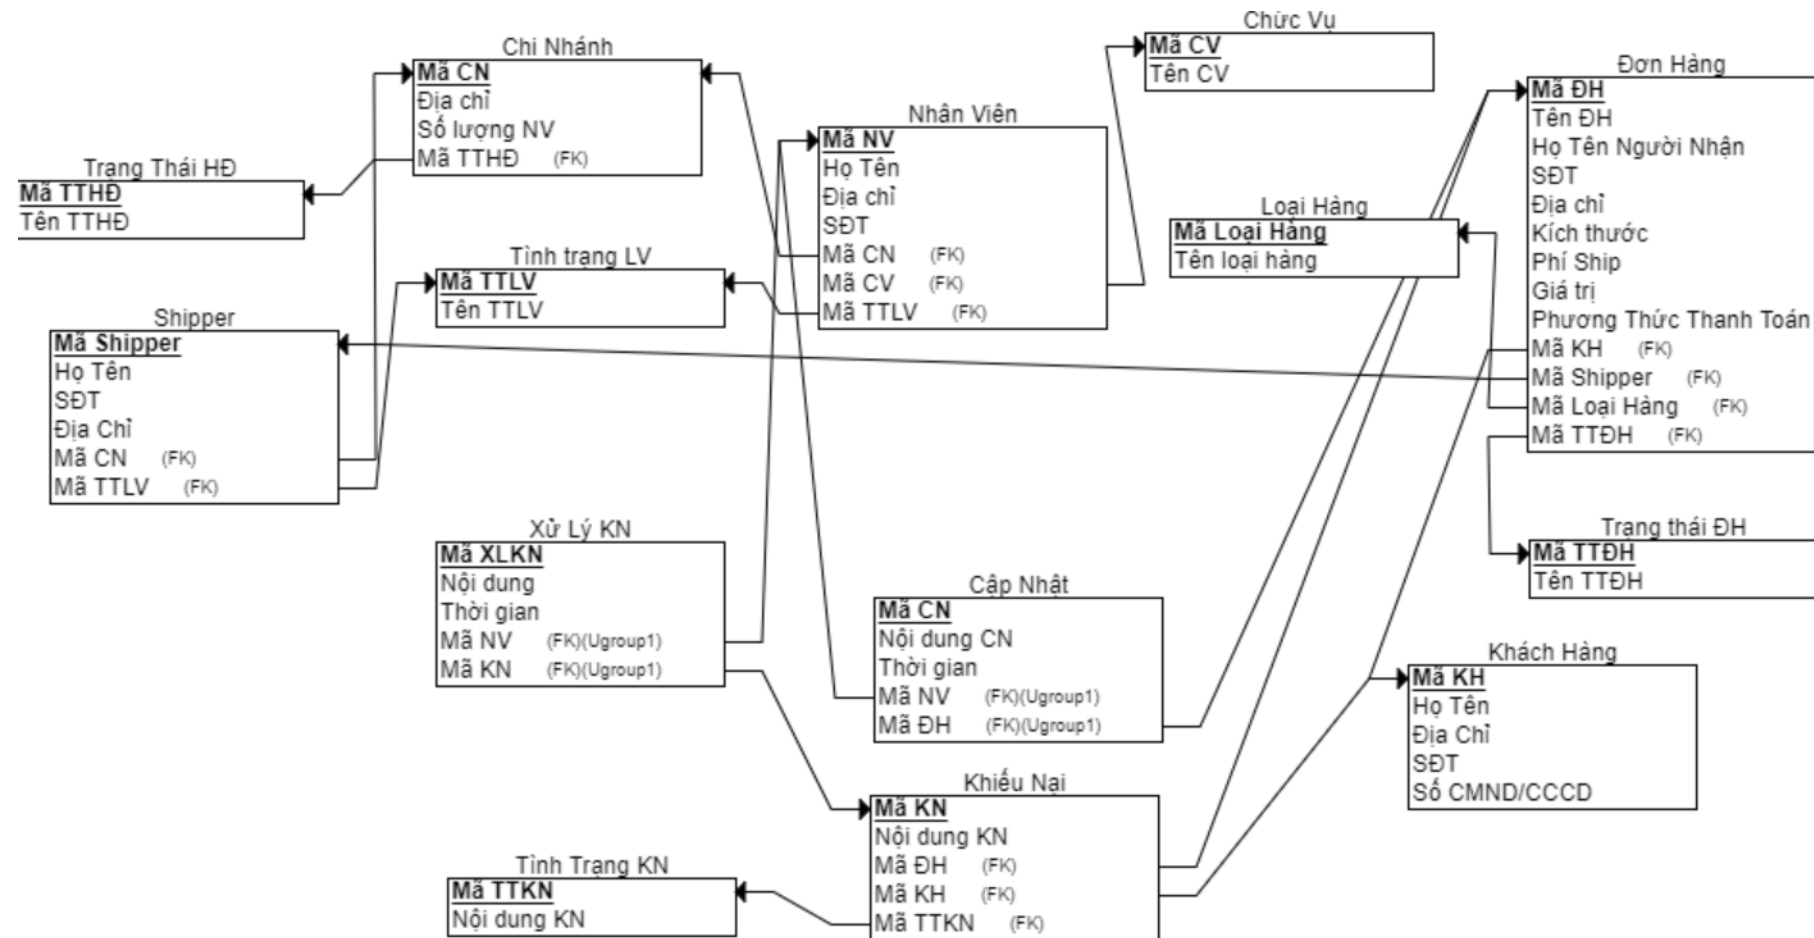 Chi Nhánh
Mã CN
Địa chỉ
Số lượng NV
Mã TTHĐ (FK)
Chức Vụ
Mã CV
Tên CV
Đơn Hàng
Mã ĐH
Tên ĐH
Họ Tên Người Nhận
SĐT
Địa chỉ
Kích thước
Phí Ship
Giá trị
Phương Thức Thanh Toán
Mã KH (FK)
Mã Shipper (FK)
Mã Loại Hàng (FK)
Mã TTĐH (FK)
Nhân Viên
Mã NV
Họ Tên
Địa chỉ
SĐT
Mã CN (FK)
Mã CV (FK)
Mã TTLV (FK)
Trạng Thái HĐ
Mã TTHĐ
Tên TTHĐ
Loại Hàng
Mã Loại Hàng
Tên loại hàng
Tình trạng LV
Mã TTLV
Tên TTLV
Shipper
Mã Shipper
Họ Tên
SĐT
Địa Chỉ
Mã CN (FK)
Mã TTLV (FK)
Xử Lý KN
Mã XLKN
Nội dung
Thời gian
Mã NV (FK)(Ugroup1)
Mã KN (FK)(Ugroup1)
Cập Nhật
Mã CN
Nội dung CN
Thời gian
Mã NV (FK)(Ugroup1)
Mã ĐH (FK)(Ugroup1)
Trạng thái ĐH
Mã TTĐH
Tên TTĐH
Khách Hàng
Mã KH
Họ Tên
Địa Chỉ
SĐT
Số CMND/CCCD
Khiếu Nại
Mã KN
Nội dung KN
Mã ĐH (FK)
Mã KH (FK)
Mã TTKN (FK)
Tình Trạng KN
Mã TTKN
Nội dung KN